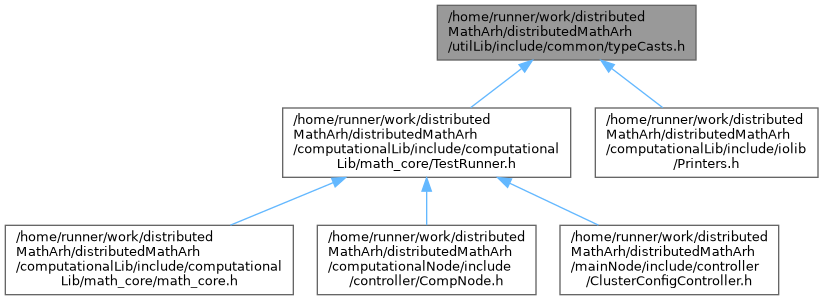 /home/runner/work/distributed
MathArh/distributedMathArh
/utilLib/include/common/typeCasts.h
/home/runner/work/distributed
MathArh/distributedMathArh
/computationalLib/include/computational
Lib/math_core/TestRunner.h
/home/runner/work/distributed
MathArh/distributedMathArh
/computationalLib/include/iolib
/Printers.h
/home/runner/work/distributed
MathArh/distributedMathArh
/computationalLib/include/computational
Lib/math_core/math_core.h
/home/runner/work/distributed
MathArh/distributedMathArh
/computationalNode/include
/controller/CompNode.h
/home/runner/work/distributed
MathArh/distributedMathArh
/mainNode/include/controller
/ClusterConfigController.h